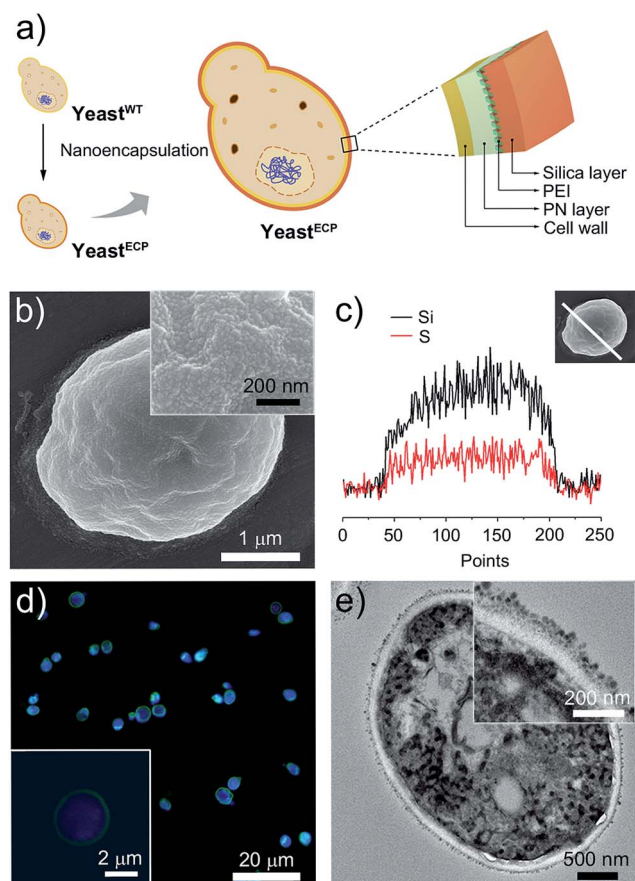 a)
Yeast^WT
Nanoencapsulation
Yeast^ECP
Yeast^ECP
Silica layer
PEI
PN layer
Cell wall
b)
200 nm
1 μm
c)
Si
S
0 50 100 150 200 250
Points
d)
2 μm
20 μm
e)
200 nm
500 nm